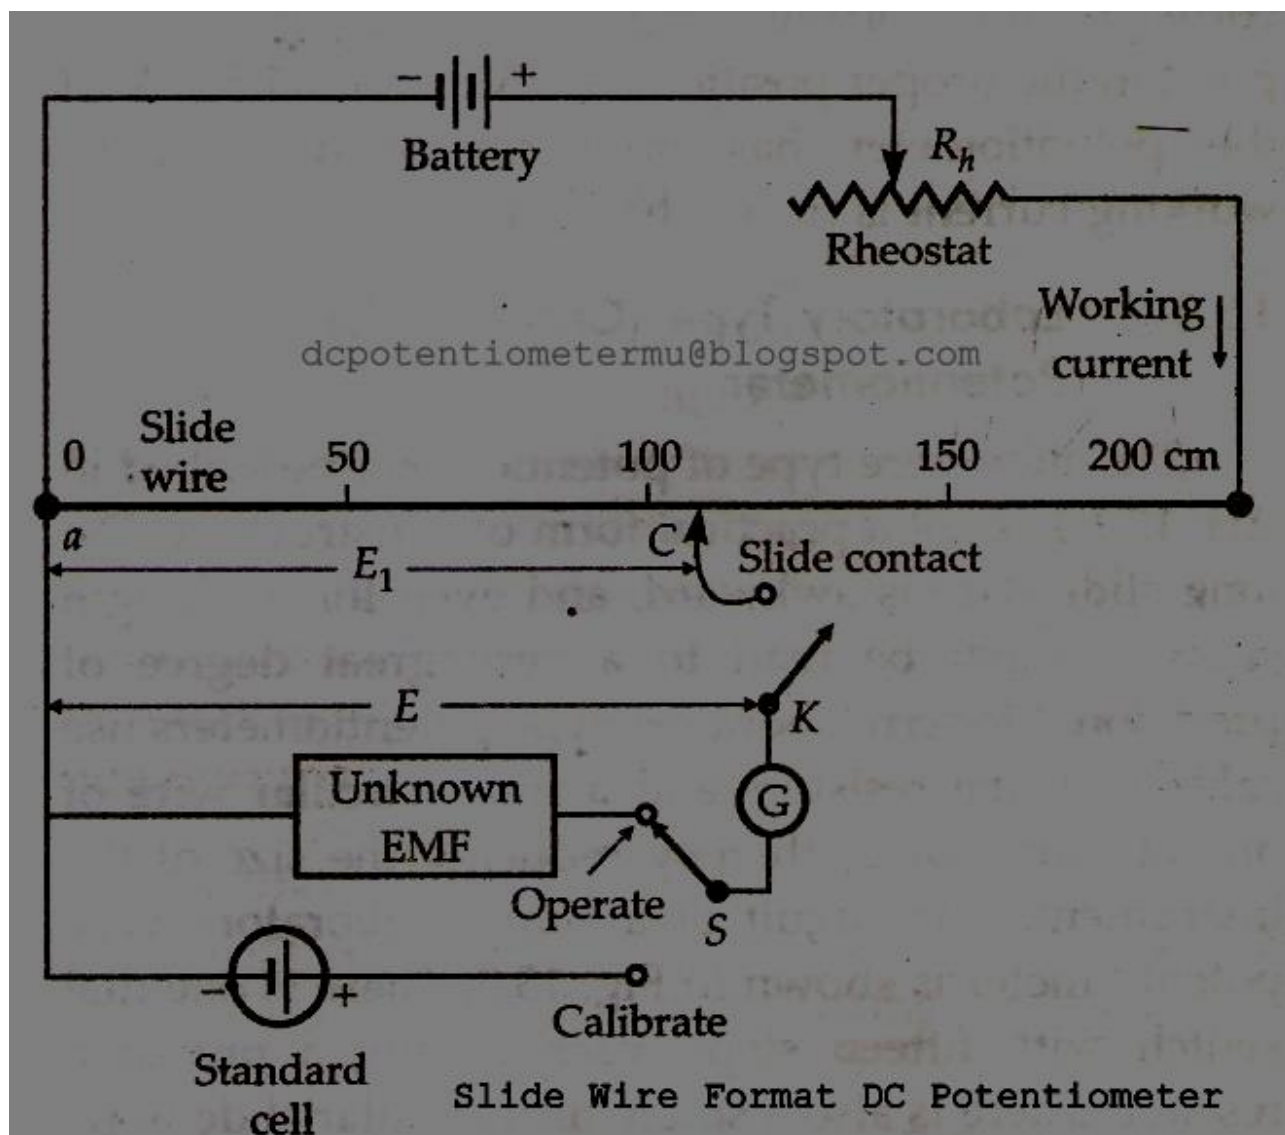 − +
Battery
Rh
Rheostat
Working
current
dcpotentiometermu@blogspot.com
Slide
wire
0 50 100 150 200 cm
a
C
Slide contact
E1
E
K
Unknown
EMF
G
Operate
S
− +
Calibrate
Standard
cell
Slide Wire Format DC Potentiometer